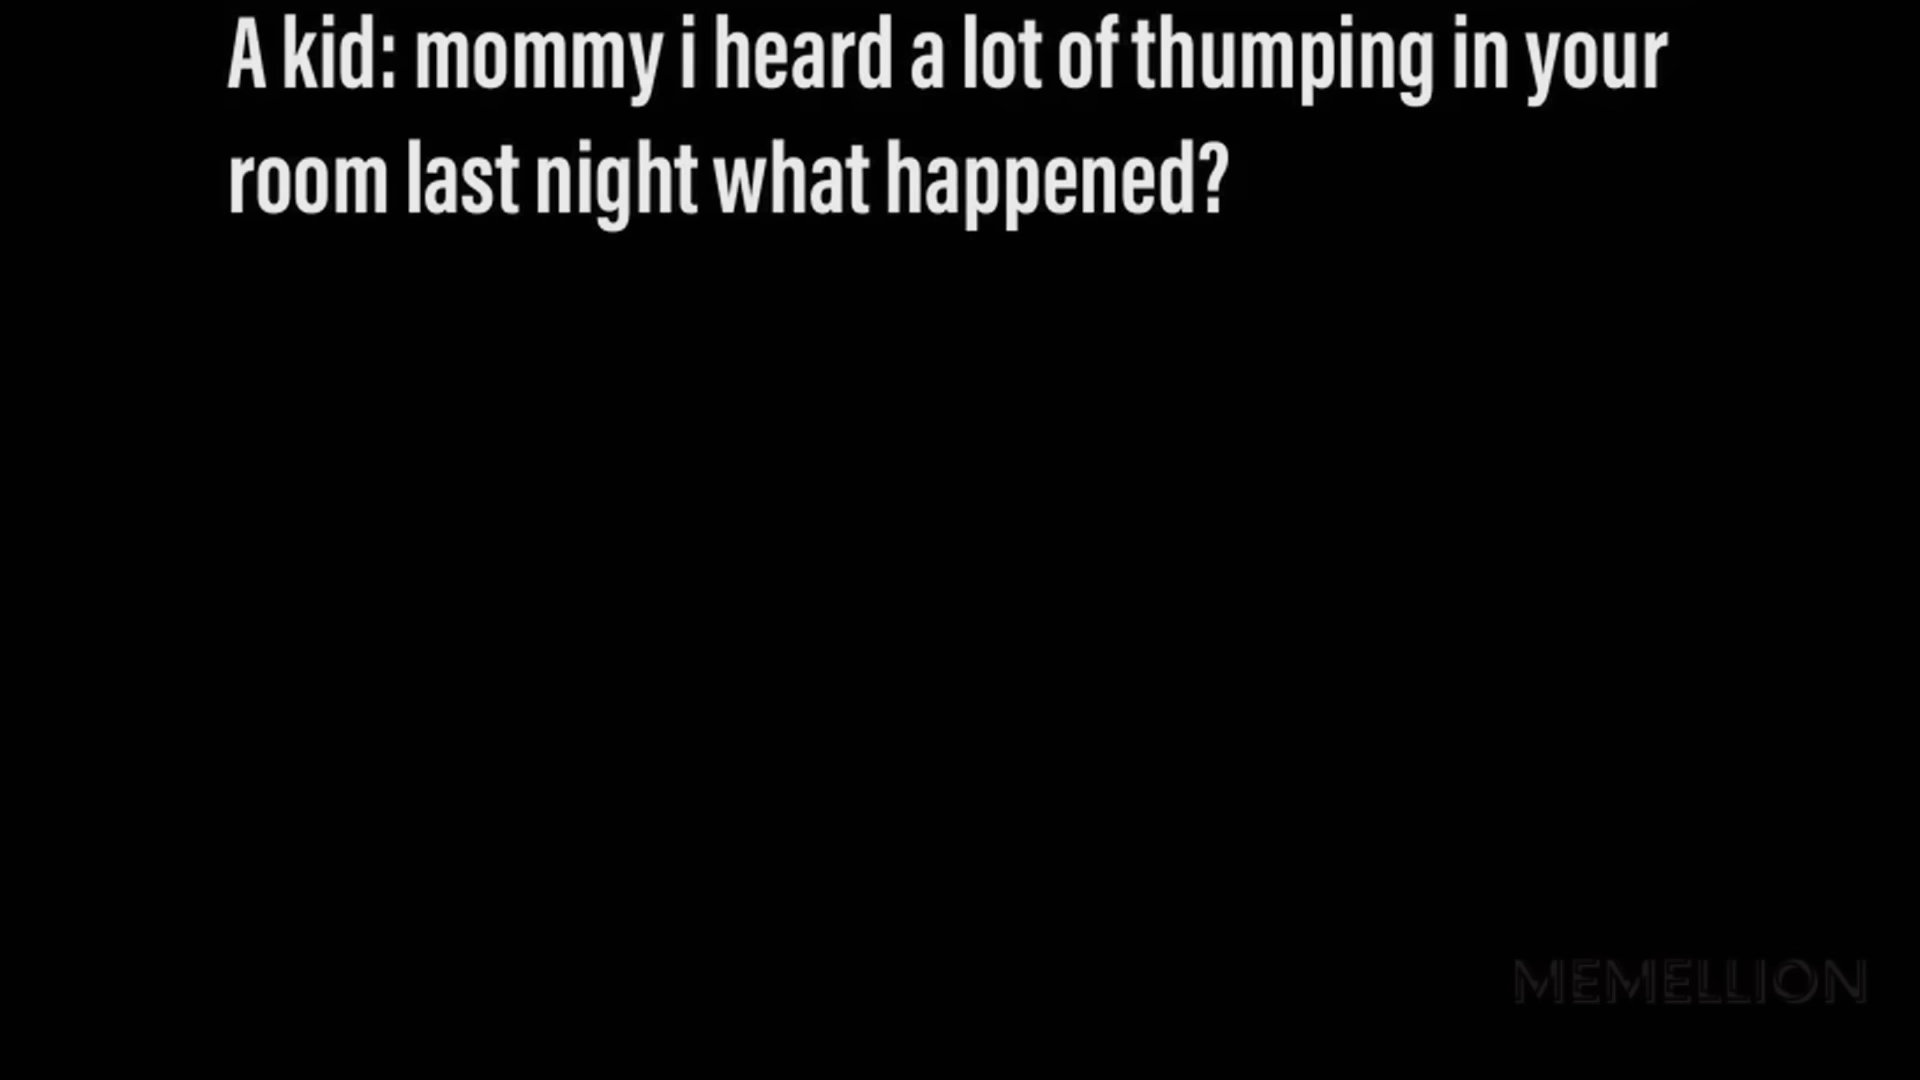 A kid: mommy i heard a lot of thumping in your
room last night what happened?
MEMELLION